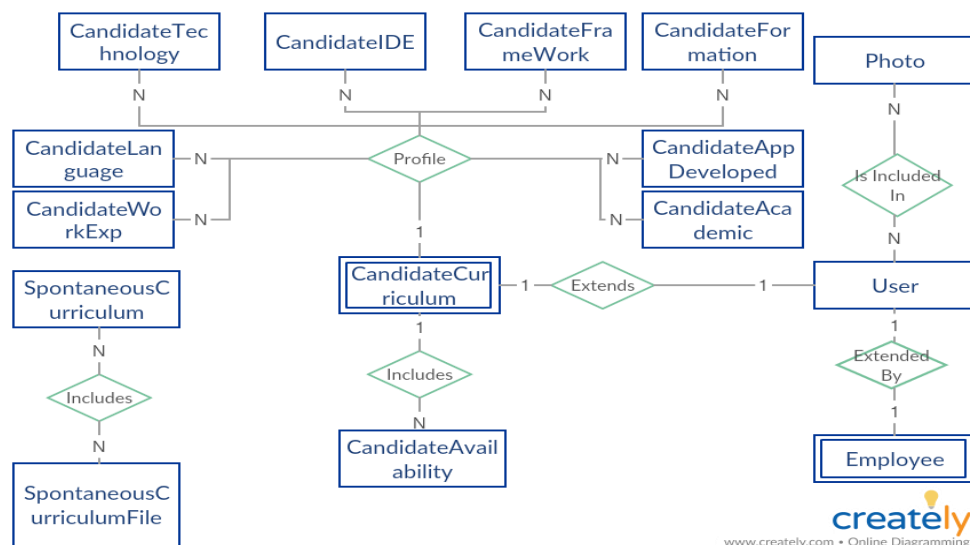 CandidateTec
hnology
CandidateIDE
CandidateFra
meWork
CandidateFor
mation
Photo
N
N
N
N
N
CandidateLan
guage
N
Profile
N
CandidateApp
Developed
Is Included
In
CandidateWo
rkExp
N
N
CandidateAca
demic
1
N
SpontaneousC
urriculum
CandidateCur
riculum
1
Extends
1
User
N
1
1
Includes
Includes
Extended
By
N
N
1
SpontaneousC
urriculumFile
CandidateAvail
ability
Employee
creately
www.creately.com • Online Diagramming